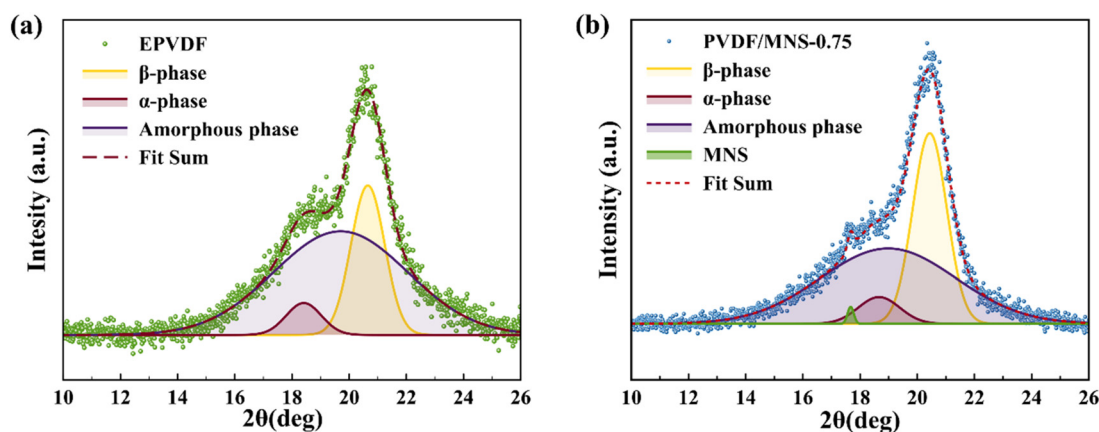 (a)
EPVDF
β-phase
α-phase
Amorphous phase
Fit Sum
Intesity (a.u.)
10 12 14 16 18 20 22 24 26
2θ(deg)
(b)
PVDF/MNS-0.75
β-phase
α-phase
Amorphous phase
MNS
Fit Sum
Intensity (a.u.)
10 12 14 16 18 20 22 24 26
2θ(deg)